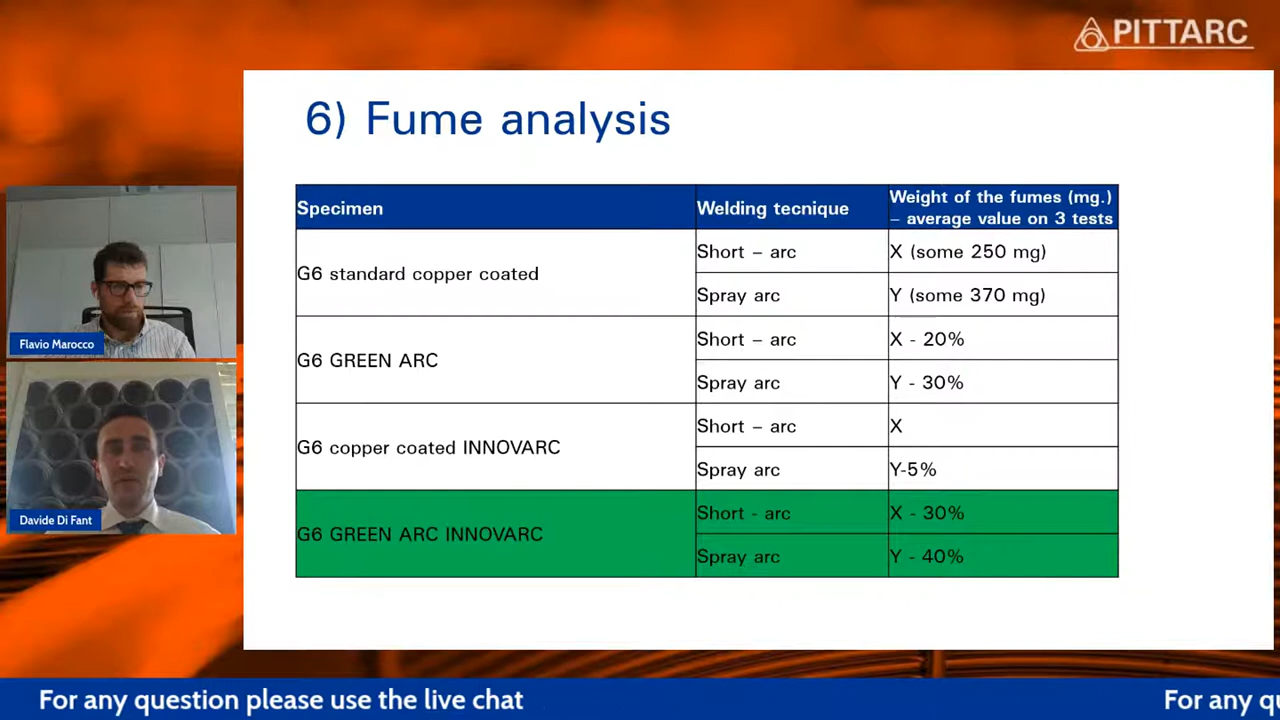 PITTARC
6) Fume analysis
Specimen
Welding tecnique
Weight of the fumes (mg.)
– average value on 3 tests
G6 standard copper coated
Short – arc
X (some 250 mg)
Spray arc
Y (some 370 mg)
G6 GREEN ARC
Short – arc
X - 20%
Spray arc
Y - 30%
G6 copper coated INNOVARC
Short – arc
X
Spray arc
Y-5%
G6 GREEN ARC INNOVARC
Short - arc
X - 30%
Spray arc
Y - 40%
Flavio Marocco
Davide Di Fant
For any question please use the live chat
For any qu